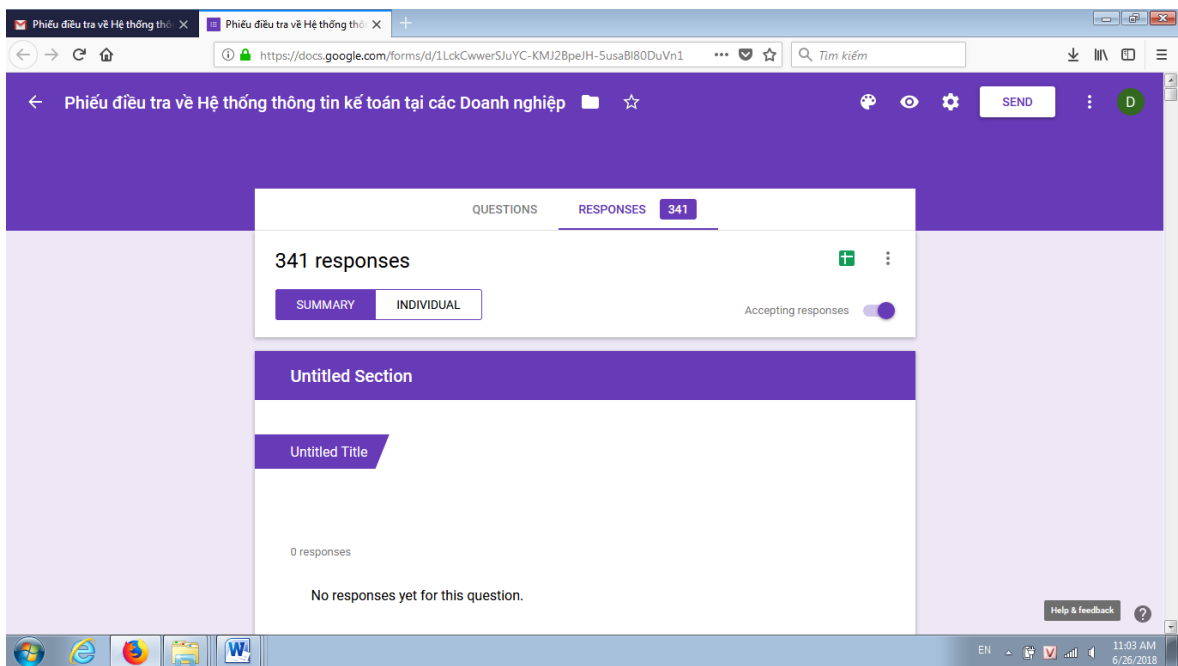 Phiếu điều tra về Hệ thống thô
Phiếu điều tra về Hệ thống thô
https://docs.google.com/forms/d/1LckCwwerSJuYC-KMJ2BpeJH-5usaBl80DuVn1
Tìm kiếm
Phiếu điều tra về Hệ thống thông tin kế toán tại các Doanh nghiệp
SEND
D
QUESTIONS RESPONSES 341
341 responses
SUMMARY INDIVIDUAL
Accepting responses
Untitled Section
Untitled Title
0 responses
No responses yet for this question.
Help & feedback
EN
11:03 AM
6/26/2018